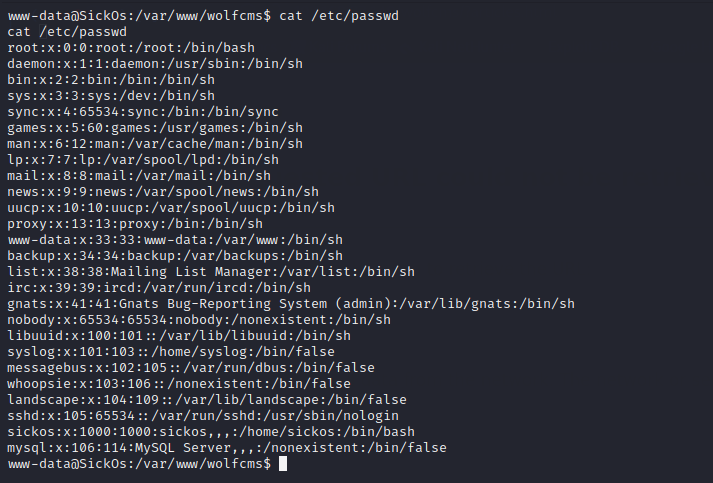 www-data@SickOs:/var/www/wolfcms$ cat /etc/passwd
cat /etc/passwd
root:x:0:0:root:/root:/bin/bash
daemon:x:1:1:daemon:/usr/sbin:/bin/sh
bin:x:2:2:bin:/bin:/bin/sh
sys:x:3:3:sys:/dev:/bin/sh
sync:x:4:65534:sync:/bin:/bin/sync
games:x:5:60:games:/usr/games:/bin/sh
man:x:6:12:man:/var/cache/man:/bin/sh
lp:x:7:7:lp:/var/spool/lpd:/bin/sh
mail:x:8:8:mail:/var/mail:/bin/sh
news:x:9:9:news:/var/spool/news:/bin/sh
uucp:x:10:10:uucp:/var/spool/uucp:/bin/sh
proxy:x:13:13:proxy:/bin:/bin/sh
www-data:x:33:33:www-data:/var/www:/bin/sh
backup:x:34:34:backup:/var/backups:/bin/sh
list:x:38:38:Mailing List Manager:/var/list:/bin/sh
irc:x:39:39:ircd:/var/run/ircd:/bin/sh
gnats:x:41:41:Gnats Bug-Reporting System (admin):/var/lib/gnats:/bin/sh
nobody:x:65534:65534:nobody:/nonexistent:/bin/sh
libuuid:x:100:101::/var/lib/libuuid:/bin/sh
syslog:x:101:103::/home/syslog:/bin/false
messagebus:x:102:105::/var/run/dbus:/bin/false
whoopsie:x:103:106::/nonexistent:/bin/false
landscape:x:104:109::/var/lib/landscape:/bin/false
sshd:x:105:65534::/var/run/sshd:/usr/sbin/nologin
sickos:x:1000:1000:sickos,,,:/home/sickos:/bin/bash
mysql:x:106:114:MySQL Server,,,:/nonexistent:/bin/false
www-data@SickOs:/var/www/wolfcms$